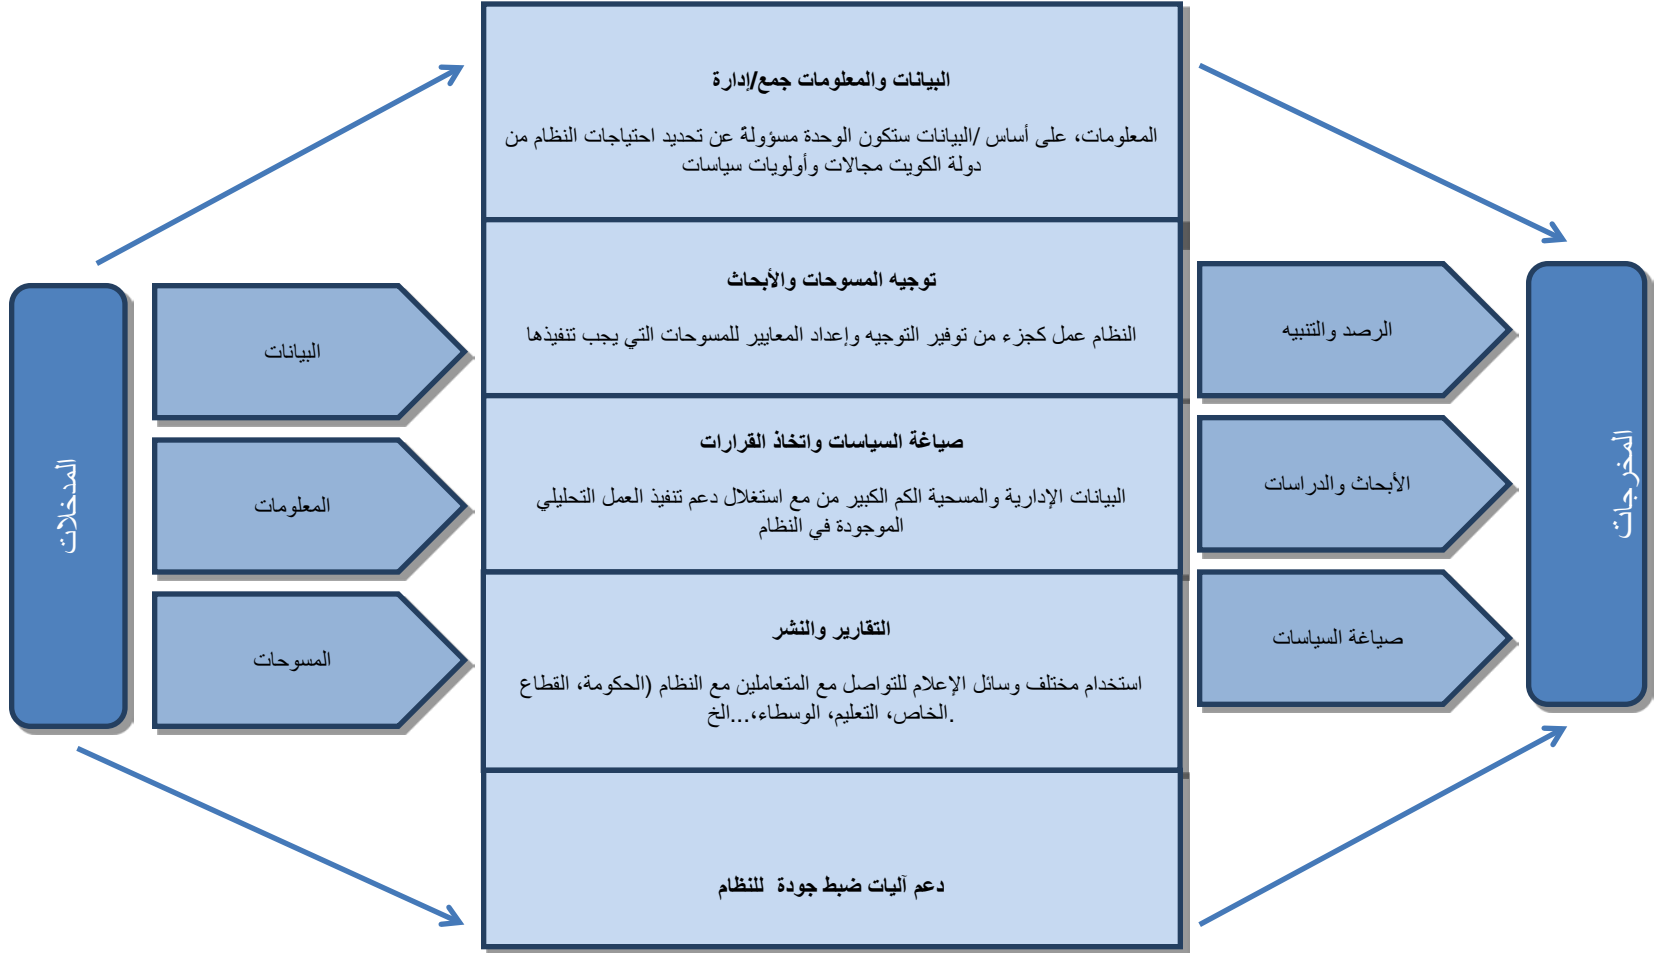 البيانات والمعلومات جمع/إدارة
المعلومات، على أساس /البيانات ستكون الوحدة مسؤولةً عن تحديد احتياجات النظام من
دولة الكويت مجالات وأولويات سياسات
توجيه المسوحات والأبحاث
النظام عمل كجزء من توفير التوجيه وإعداد المعايير للمسوحات التي يجب تنفيذها
صياغة السياسات واتخاذ القرارات
البيانات الإدارية والمسحية الكم الكبير من مع استغلال دعم تنفيذ العمل التحليلي
الموجودة في النظام
التقارير والنشر
استخدام مختلف وسائل الإعلام للتواصل مع المتعاملين مع النظام (الحكومة، القطاع
.الخاص، التعليم، الوسطاء،...الخ
دعم آليات ضبط جودة للنظام
المدخلات
البيانات
المعلومات
المسوحات
الرصد والتنبيه
الأبحاث والدراسات
صياغة السياسات
المخرجات